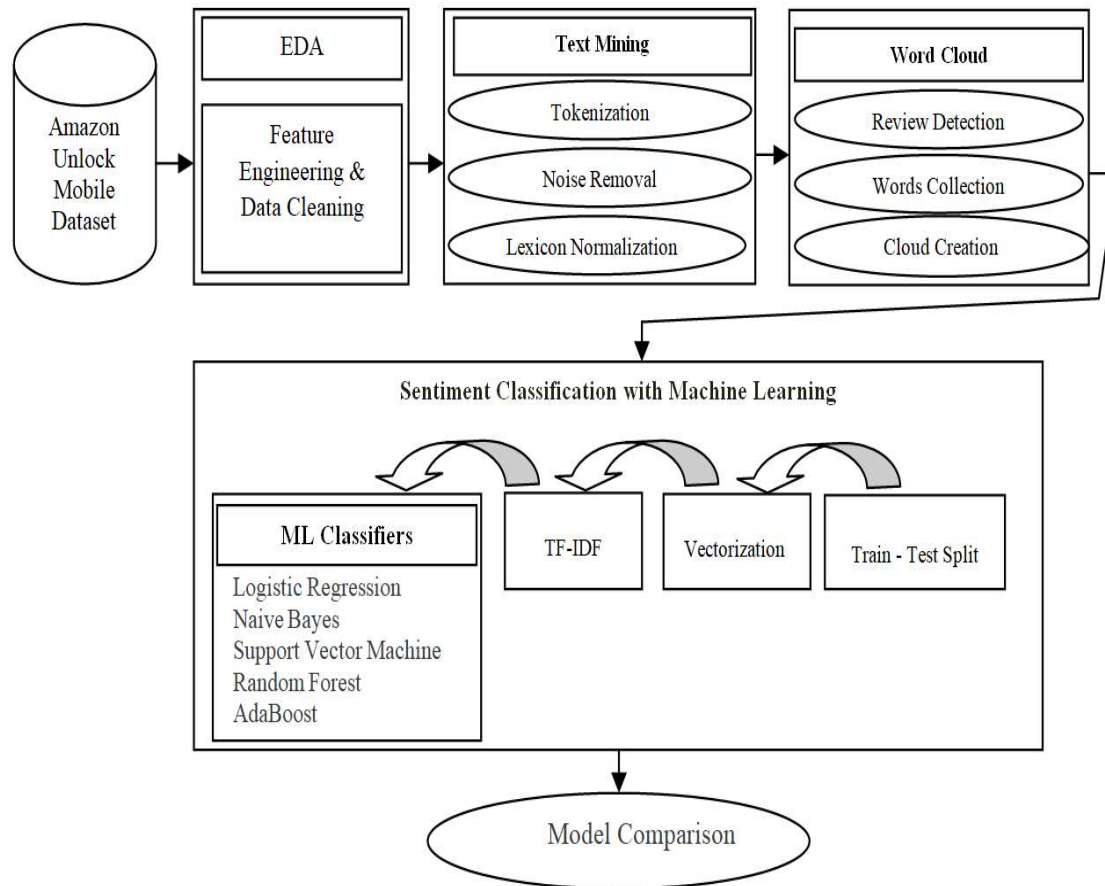 Amazon
Unlock
Mobile
Dataset
EDA
Feature
Engineering &
Data Cleaning
Text Mining
Tokenization
Noise Removal
Lexicon Normalization
Word Cloud
Review Detection
Words Collection
Cloud Creation
Sentiment Classification with Machine Learning
ML Classifiers
Logistic Regression
Naive Bayes
Support Vector Machine
Random Forest
AdaBoost
TF-IDF
Vectorization
Train - Test Split
Model Comparison